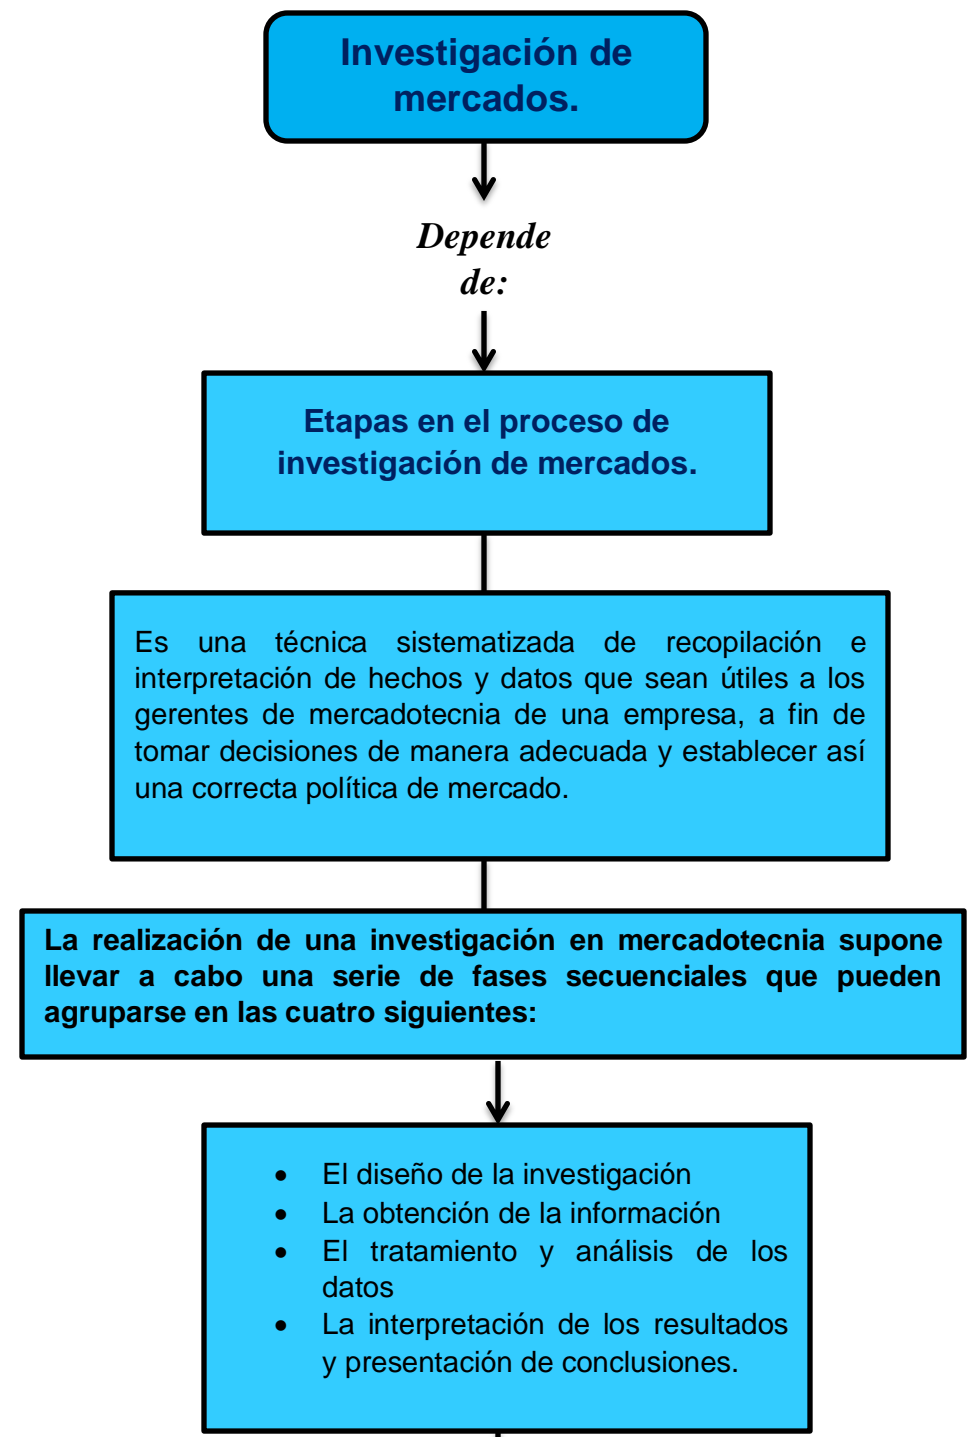 Investigación de
mercados.
Depende
de:
Etapas en el proceso de
investigación de mercados.
Es una técnica sistematizada de recopilación e
interpretación de hechos y datos que sean útiles a los
gerentes de mercadotecnia de una empresa, a fin de
tomar decisiones de manera adecuada y establecer así
una correcta política de mercado.
La realización de una investigación en mercadotecnia supone
llevar a cabo una serie de fases secuenciales que pueden
agruparse en las cuatro siguientes:
• El diseño de la investigación
• La obtención de la información
• El tratamiento y análisis de los
datos
• La interpretación de los resultados
y presentación de conclusiones.